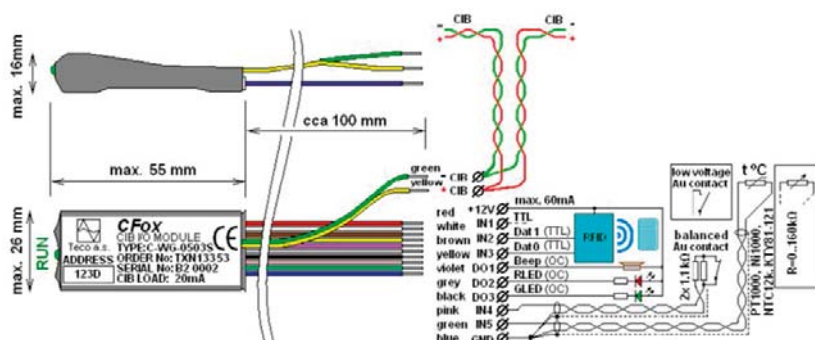 - CIB -
+ +
max. 16mm
cca 100 mm
max. 55 mm
green
yellow
- CIB
+ CIB
max. 26 mm
RUN
Teco a.s.
ADDRESS
123D
CFox
CIB I/O MODULE
TYPE:C-WG-0503S
ORDER No: TXN13353
SERIAL No: B2 0002
CIB LOAD: 20mA
CE
red +12V max. 60mA
white IN1 TTL
brown IN2 Dat1 (TTL)
yellow IN3 Dat0 (TTL)
violet DO1 Beep (OC)
grey DO2 RLED (OC)
black DO3 GLED (OC)
pink IN4
green IN5
blue GND
RFID
low voltage
Au contact
balanced
Au contact
2x 1.1kΩ
t ºC
PT1000, Ni1000,
NTC12k, KTY81-121
R=0..160kΩ